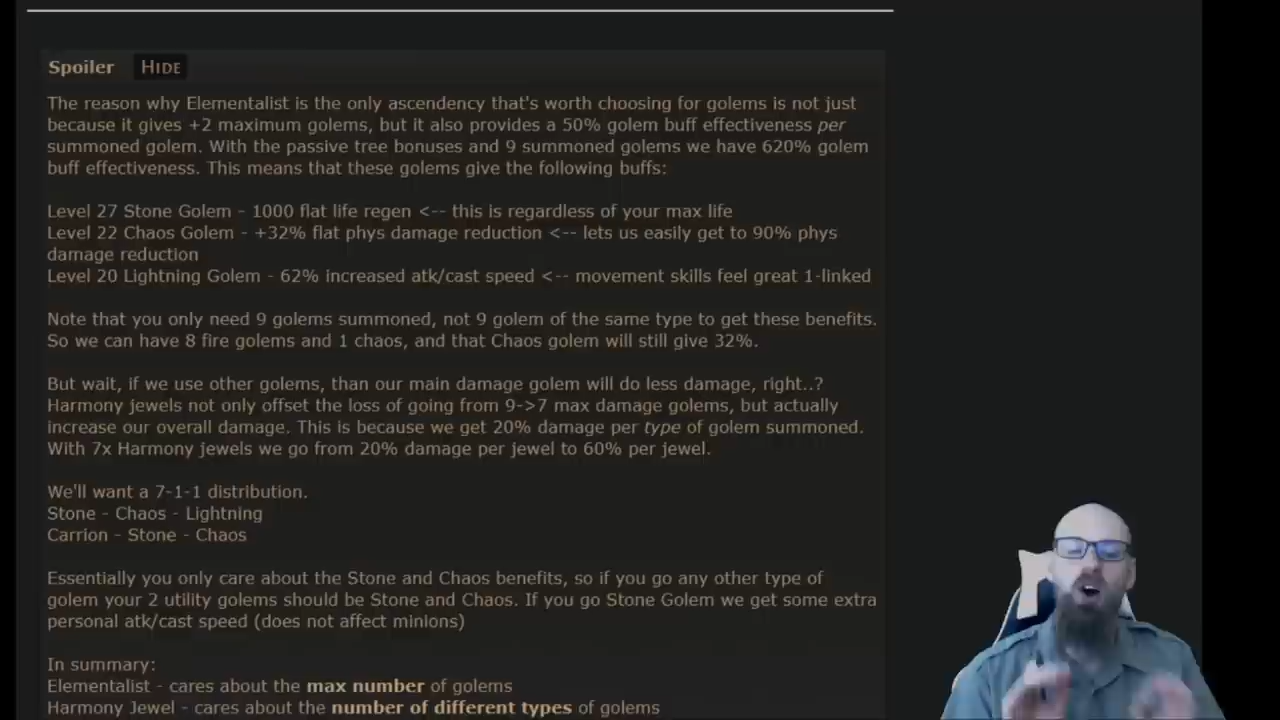 Spoiler HIDE
The reason why Elementalist is the only ascendency that's worth choosing for golems is not just
because it gives +2 maximum golems, but it also provides a 50% golem buff effectiveness per
summoned golem. With the passive tree bonuses and 9 summoned golems we have 620% golem
buff effectiveness. This means that these golems give the following buffs:
Level 27 Stone Golem - 1000 flat life regen <-- this is regardless of your max life
Level 22 Chaos Golem - +32% flat phys damage reduction <-- lets us easily get to 90% phys
damage reduction
Level 20 Lightning Golem - 62% increased atk/cast speed <-- movement skills feel great 1-linked
Note that you only need 9 golems summoned, not 9 golem of the same type to get these benefits.
So we can have 8 fire golems and 1 chaos, and that Chaos golem will still give 32%.
But wait, if we use other golems, than our main damage golem will do less damage, right..?
Harmony jewels not only offset the loss of going from 9->7 max damage golems, but actually
increase our overall damage. This is because we get 20% damage per type of golem summoned.
With 7x Harmony jewels we go from 20% damage per jewel to 60% per jewel.
We'll want a 7-1-1 distribution.
Stone - Chaos - Lightning
Carrion - Stone - Chaos
Essentially you only care about the Stone and Chaos benefits, so if you go any other type of
golem your 2 utility golems should be Stone and Chaos. If you go Stone Golem we get some extra
personal atk/cast speed (does not affect minions)
In summary:
Elementalist - cares about the max number of golems
Harmony Jewel - cares about the number of different types of golems